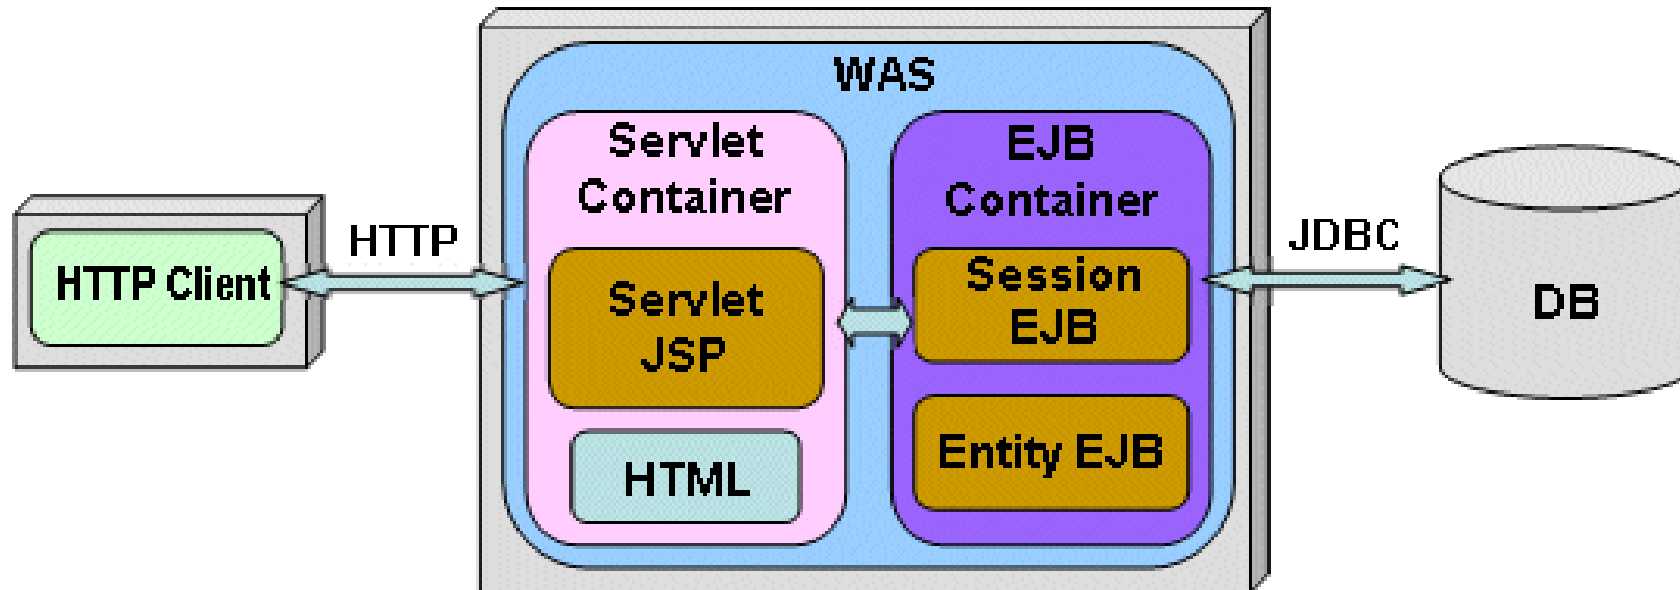 HTTP Client
HTTP
WAS
Servlet
Container
Servlet
JSP
HTML
EJB
Container
Session
EJB
Entity EJB
JDBC
DB